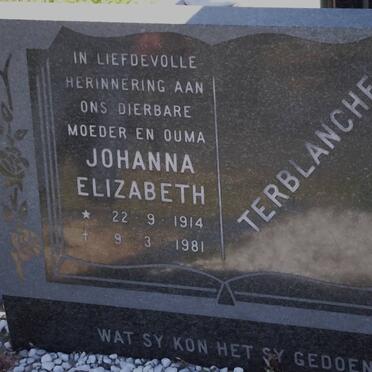 IN LIEFDEVOLLE
HERINNERING AAN
ONS DIERBARE
MOEDER EN OUMA
JOHANNA
ELIZABETH
★ 22 · 9 · 1914
✝ 9 · 3 · 1981
TERBLANCHE
WAT SY KON HET SY GEDOEN